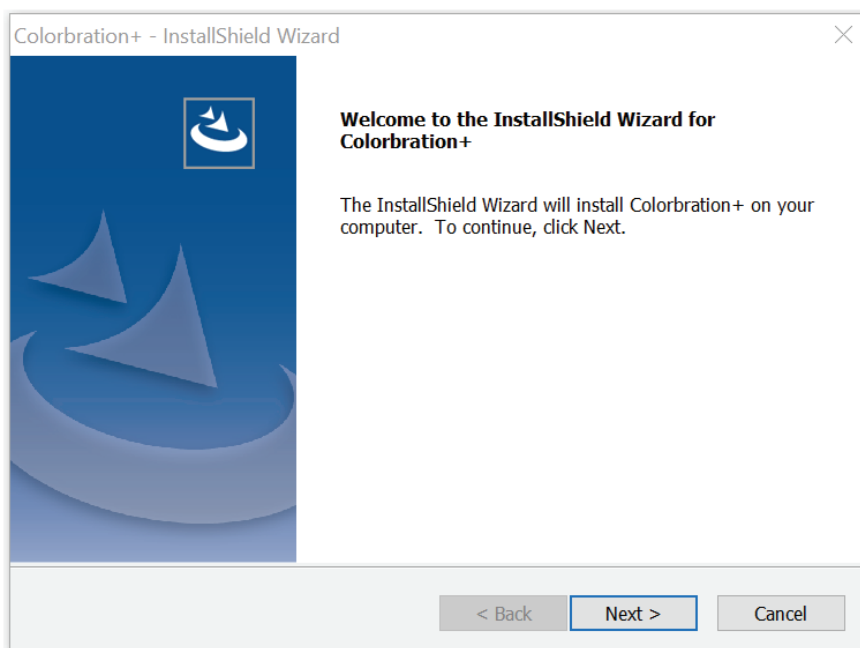 Colorbration+ - InstallShield Wizard
Welcome to the InstallShield Wizard for
Colorbration+
The InstallShield Wizard will install Colorbration+ on your
computer. To continue, click Next.
< Back
Next >
Cancel